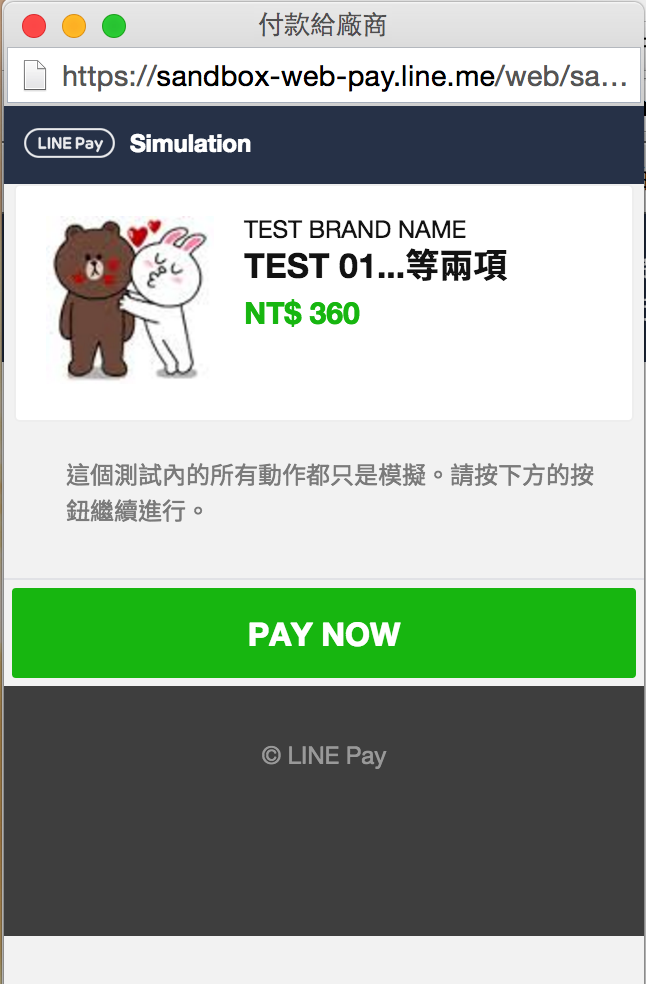 付款給廠商
https://sandbox-web-pay.line.me/web/sa...
LINE Pay Simulation
TEST BRAND NAME
TEST 01...等兩項
NT$ 360
這個測試內的所有動作都只是模擬。請按下方的按
鈕繼續進行。
PAY NOW
© LINE Pay